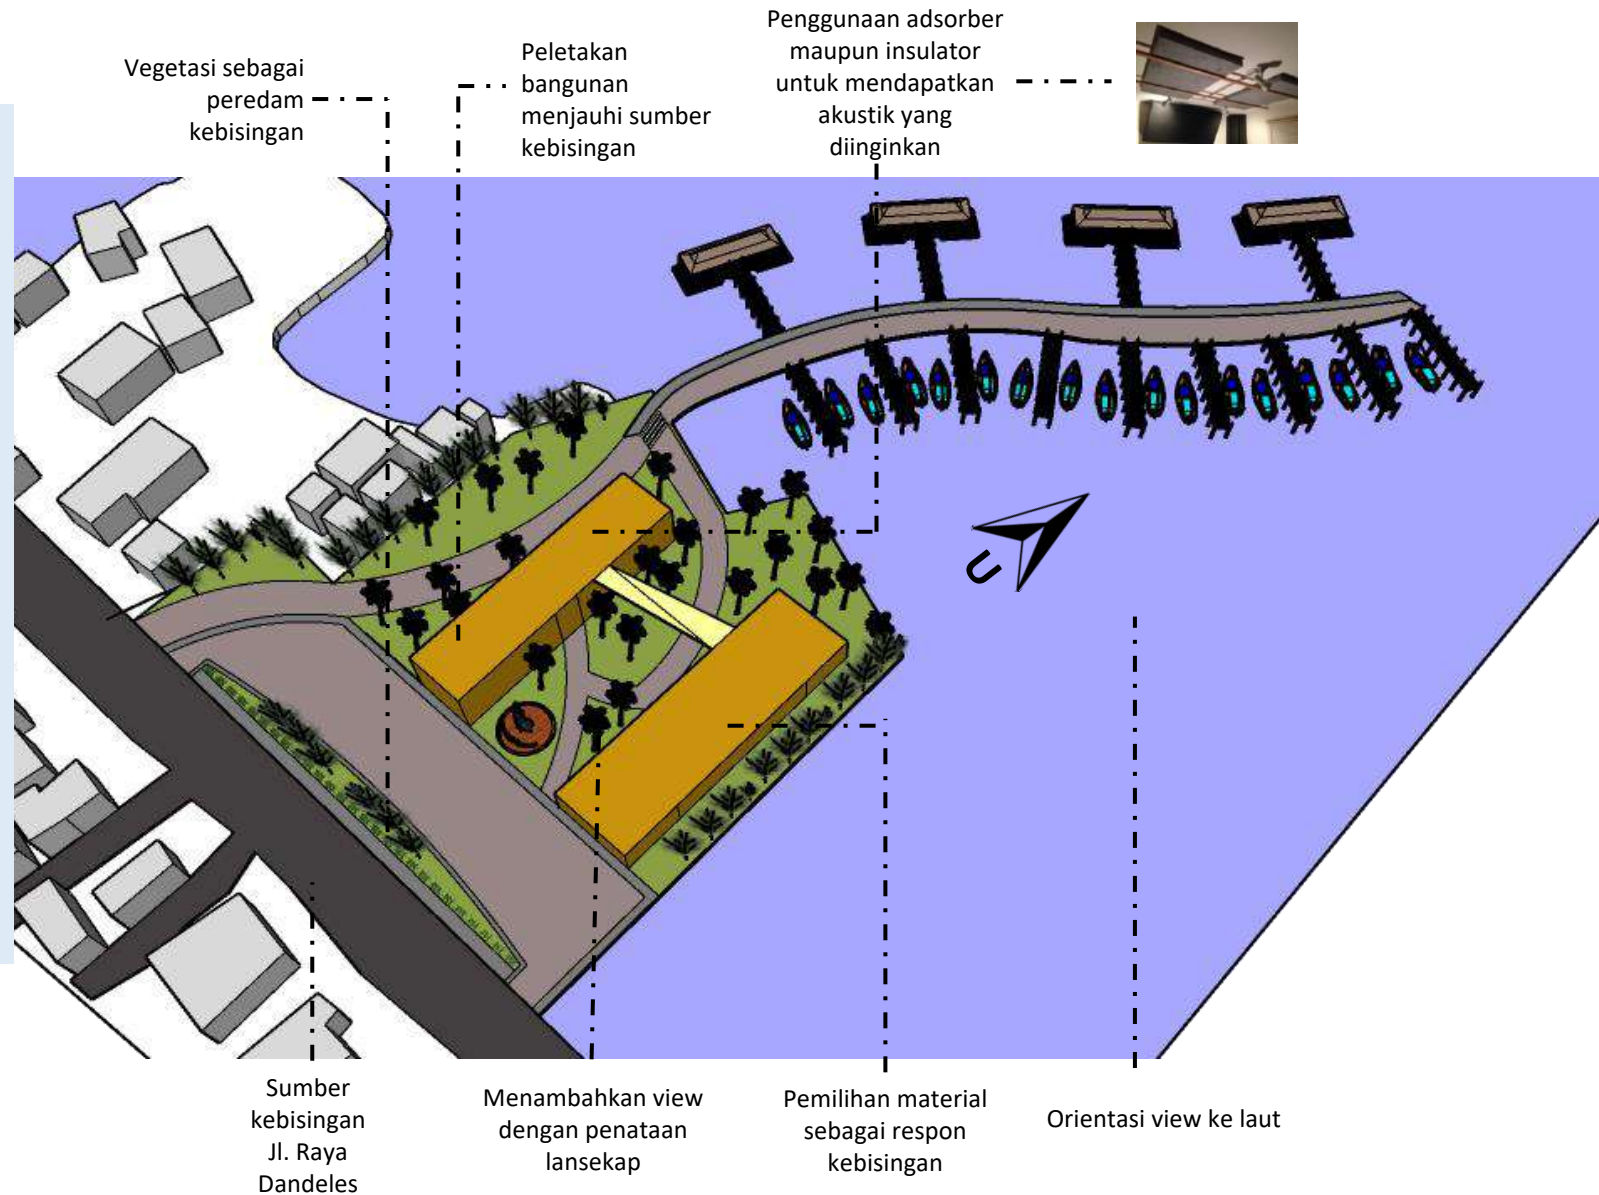 Vegetasi sebagai
peredam
kebisingan
Peletakan
bangunan
menjauhi sumber
kebisingan
Penggunaan adsorber
maupun insulator
untuk mendapatkan
akustik yang
diinginkan
U
Sumber
kebisingan
Jl. Raya
Dandeles
Menambahkan view
dengan penataan
lansekap
Pemilihan material
sebagai respon
kebisingan
Orientasi view ke laut